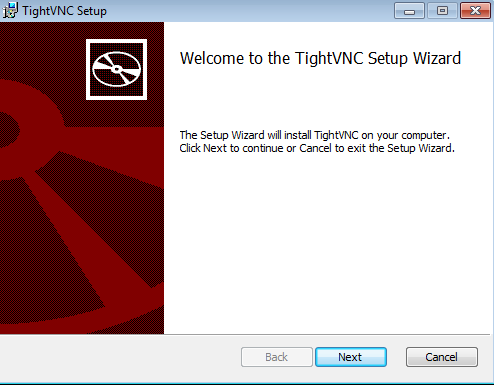 TightVNC Setup
Welcome to the TightVNC Setup Wizard
The Setup Wizard will install TightVNC on your computer.
Click Next to continue or Cancel to exit the Setup Wizard.
Back
Next
Cancel